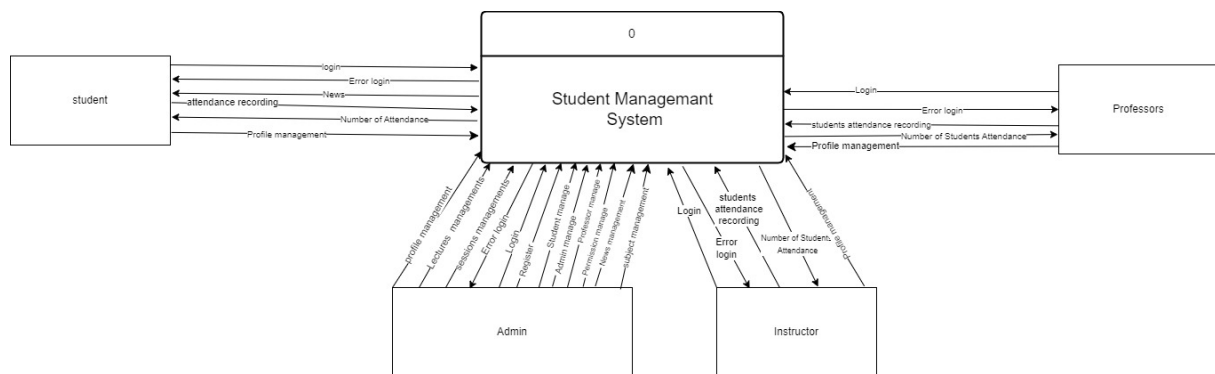 0
Student Managemant
System
student
login
Error login
News
attendance recording
Number of Attendance
Profile management
Professors
Login
Error login
students attendance recording
Number of Students Attendance
Profile management
profile management
Lectures managements
sessions managements
Error login
Login
Register
Student manage
Admin manage
Professor manage
Permission manage
News management
subject management
Admin
Login
Error
login
students
attendance
recording
Number of Students
Attendance
Profile management
Instructor